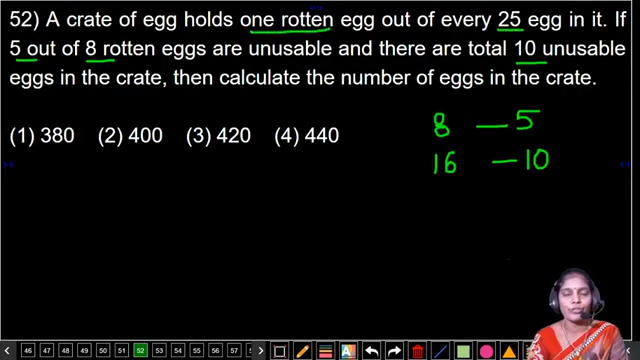 52) A crate of egg holds one rotten egg out of every 25 egg in it. If
5 out of 8 rotten eggs are unusable and there are total 10 unusable
eggs in the crate, then calculate the number of eggs in the crate.
(1) 380 (2) 400 (3) 420 (4) 440
8 — 5
16 — 10
46 47 48 49 50 51 52 53 54 55 56 57 58 5